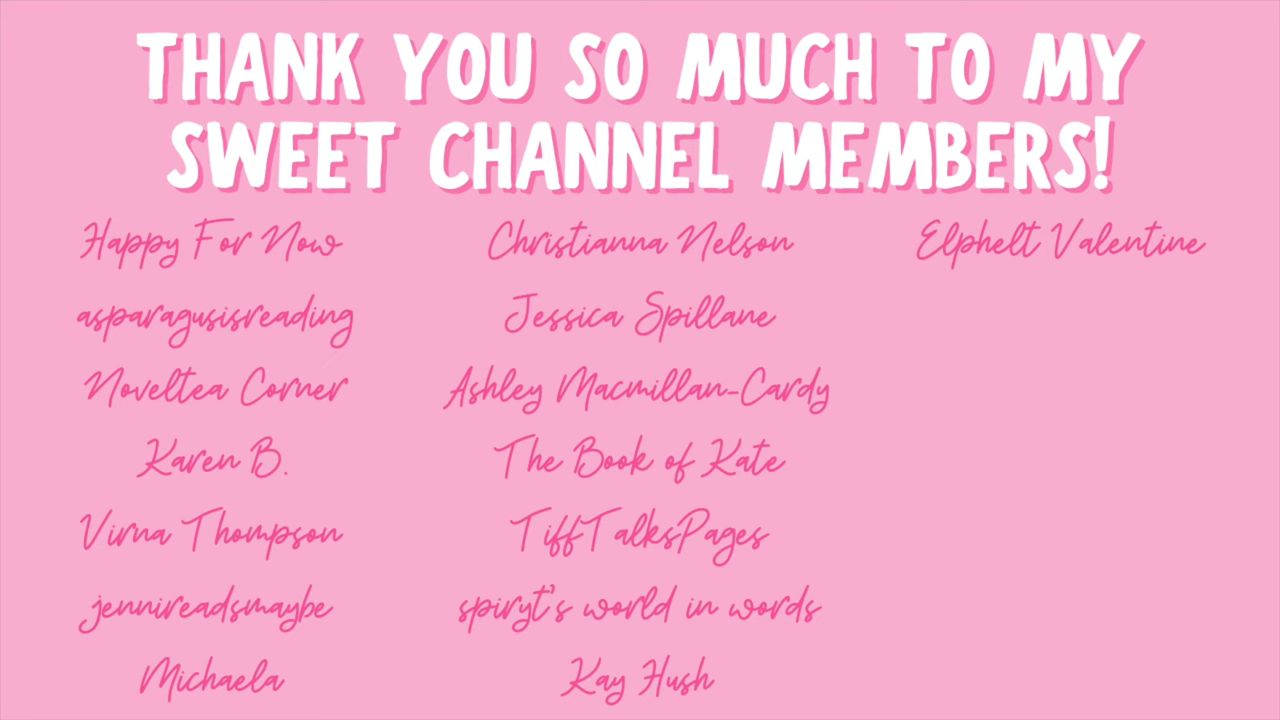 THANK YOU SO MUCH TO MY
SWEET CHANNEL MEMBERS!
Happy For Now
asparagusisreading
Noveltea Corner
Karen B.
Virna Thompson
jennireadsmaybe
Michaela
Christianna Nelson
Jessica Spillane
Ashley Macmillan-Cardy
The Book of Kate
TiffTalksPages
spiryt's world in words
Kay Hush
Elphelt Valentine